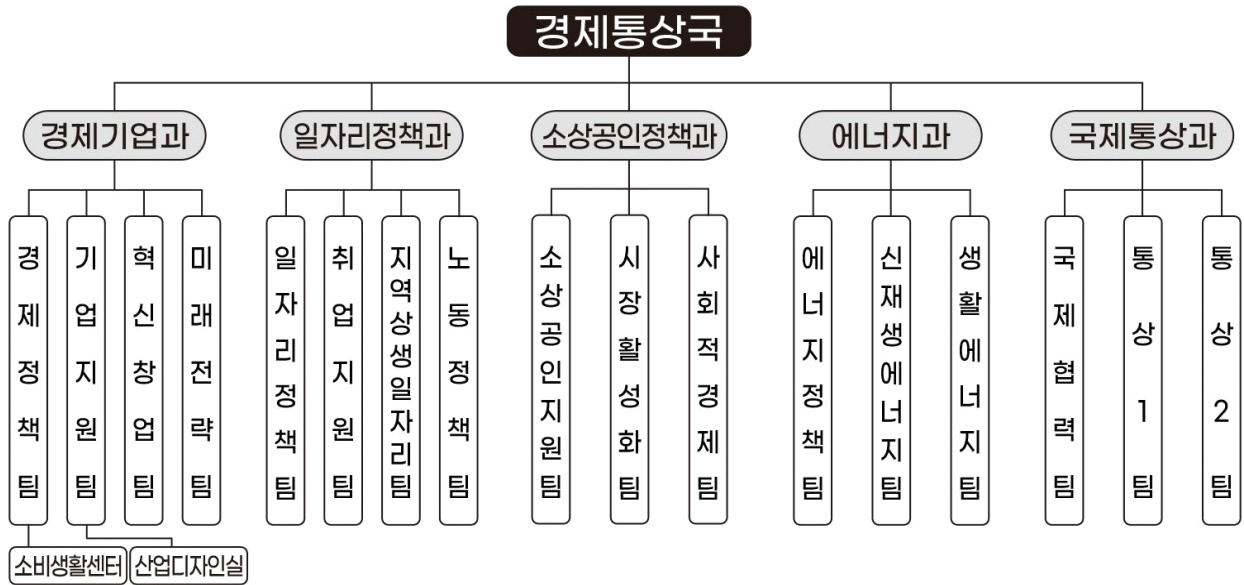 경제통상국
경제기업과
일자리정책과
소상공인정책과
에너지과
국제통상과
경제정책팀
기업지원팀
혁신창업팀
미래전략팀
일자리정책팀
취업지원팀
지역상생일자리팀
노동정책팀
소상공인지원팀
시장활성화팀
사회적경제팀
에너지정책팀
신재생에너지팀
생활에너지팀
국제협력팀
통상1팀
통상2팀
소비생활센터
산업디자인실